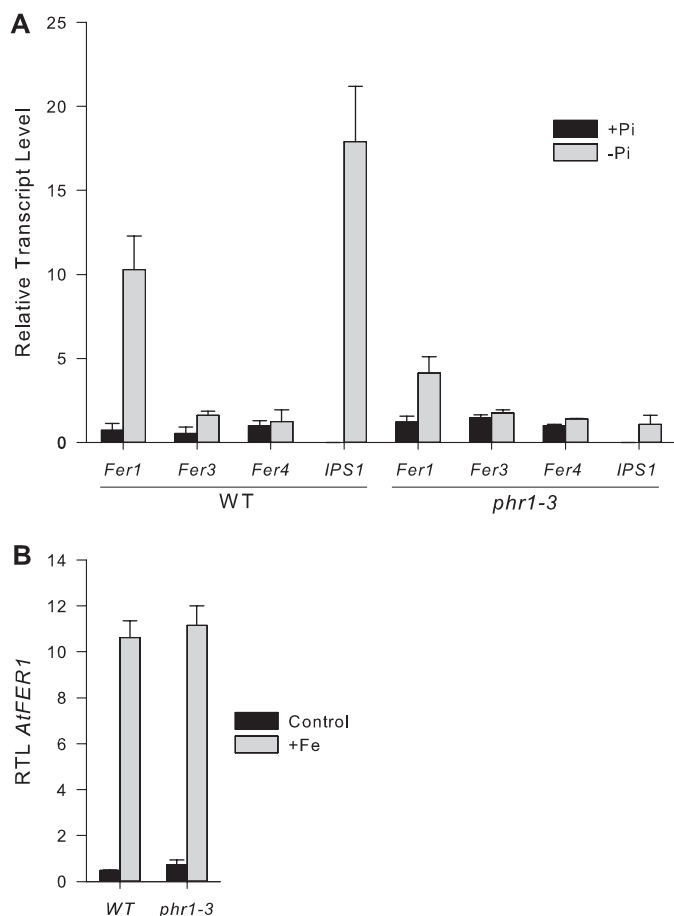 A
Relative Transcript Level
25
20
15
10
5
0
+Pi
-Pi
Fer1 Fer3 Fer4 IPS1 Fer1 Fer3 Fer4 IPS1
WT phr1-3
B
RTL AtFER1
14
12
10
8
6
4
2
0
Control
+Fe
WT phr1-3